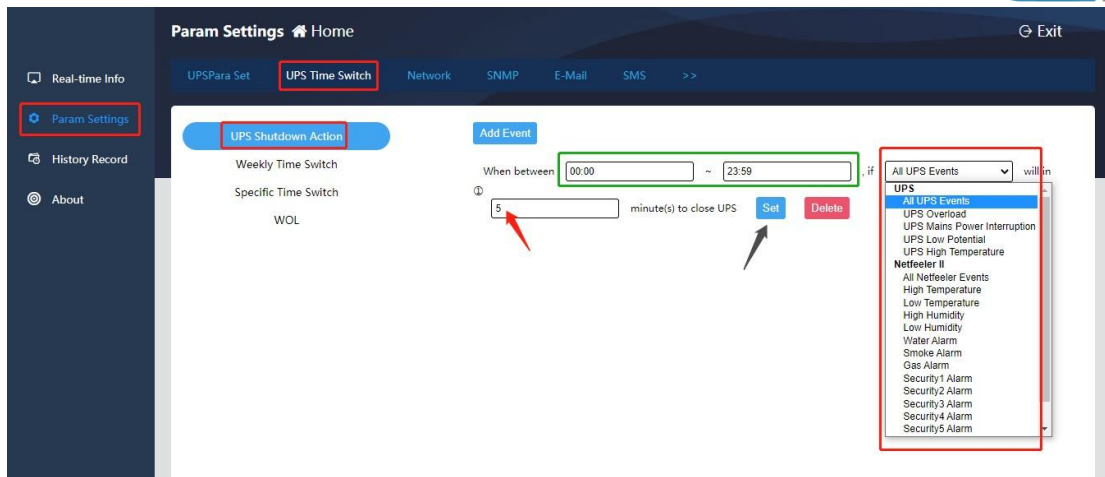 Param Settings Home
Exit
Real-time Info
Param Settings
History Record
About
UPSPara Set UPS Time Switch Network SNMP E-Mail SMS >>
UPS Shutdown Action
Weekly Time Switch
Specific Time Switch
WOL
Add Event
When between 00:00 ~ 23:59 , if All UPS Events will in
①
5 minute(s) to close UPS Set Delete
UPS
All UPS Events
UPS Overload
UPS Mains Power Interruption
UPS Low Potential
UPS High Temperature
Netfeeler II
All Netfeeler Events
High Temperature
Low Temperature
High Humidity
Low Humidity
Water Alarm
Smoke Alarm
Gas Alarm
Security1 Alarm
Security2 Alarm
Security3 Alarm
Security4 Alarm
Security5 Alarm